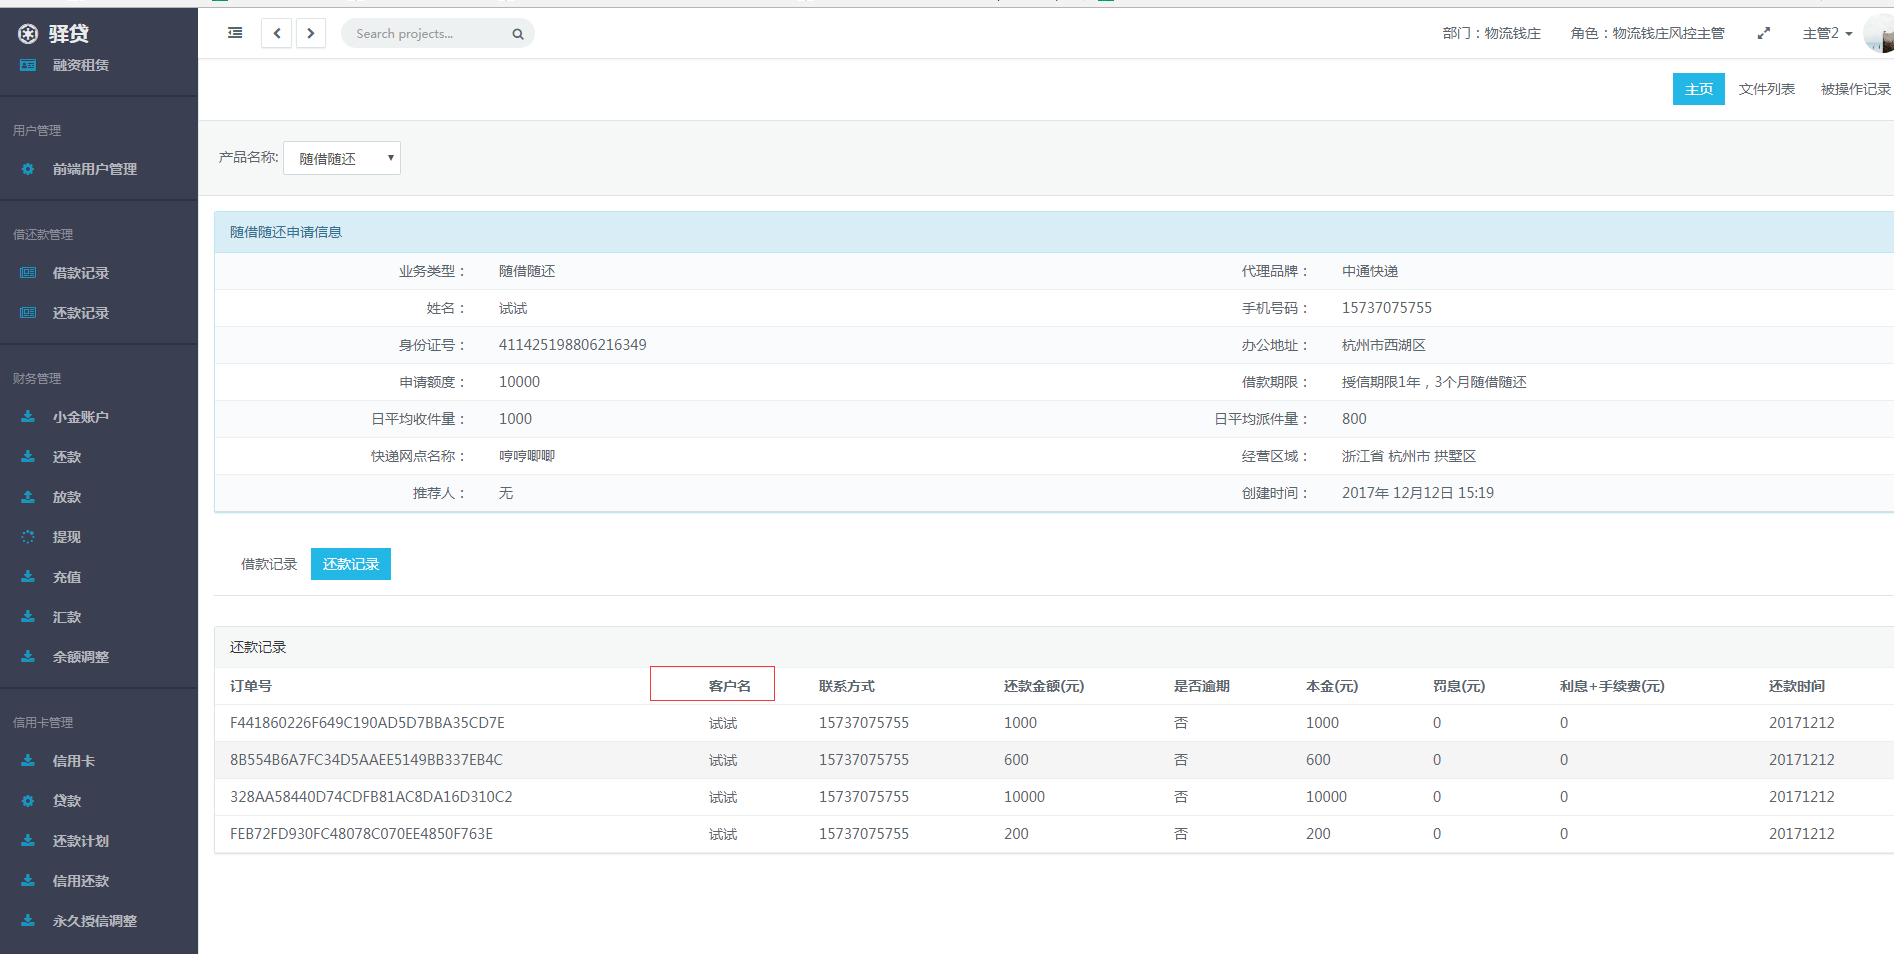 驿贷
Search projects...
部门：物流钱庄
角色：物流钱庄风控主管
主管2
融资租赁
主页
文件列表
被操作记录
用户管理
前端用户管理
产品名称:
随借随还
借还款管理
借款记录
还款记录
财务管理
小金账户
还款
放款
提现
充值
汇款
余额调整
信用卡管理
信用卡
贷款
还款计划
信用还款
永久授信调整
随借随还申请信息
业务类型： 随借随还 代理品牌： 中通快递
姓名： 试试 手机号码： 15737075755
身份证号： 411425198806216349 办公地址： 杭州市西湖区
申请额度： 10000 借款期限： 授信期限1年，3个月随借随还
日平均收件量： 1000 日平均派件量： 800
快递网点名称： 哼哼唧唧 经营区域： 浙江省 杭州市 拱墅区
推荐人： 无 创建时间： 2017年 12月12日 15:19
借款记录 还款记录
还款记录
订单号 客户名 联系方式 还款金额(元) 是否逾期 本金(元) 罚息(元) 利息+手续费(元) 还款时间
F441860226F649C190AD5D7BBA35CD7E 试试 15737075755 1000 否 1000 0 0 20171212
8B554B6A7FC34D5AAEE5149BB337EB4C 试试 15737075755 600 否 600 0 0 20171212
328AA58440D74CDFB81AC8DA16D310C2 试试 15737075755 10000 否 10000 0 0 20171212
FEB72FD930FC48078C070EE4850F763E 试试 15737075755 200 否 200 0 0 20171212